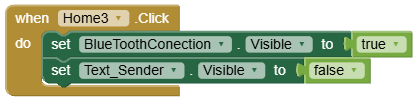 when Home3 .Click
do set BlueToothConection . Visible to true
set Text_Sender . Visible to false